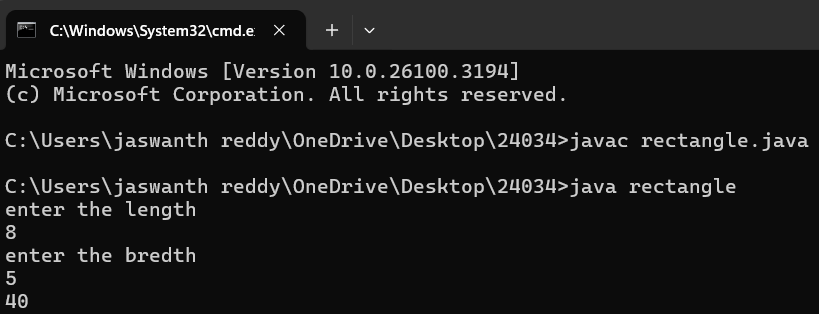 C:\Windows\System32\cmd.e
Microsoft Windows [Version 10.0.26100.3194]
(c) Microsoft Corporation. All rights reserved.
C:\Users\jaswanth reddy\OneDrive\Desktop\24034>javac rectangle.java
C:\Users\jaswanth reddy\OneDrive\Desktop\24034>java rectangle
enter the length
8
enter the bredth
5
40